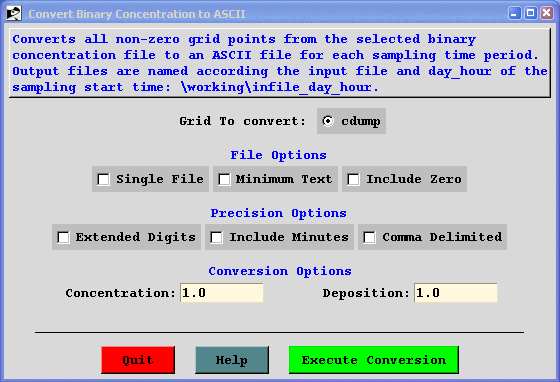 Convert Binary Concentration to ASCII
Converts all non-zero grid points from the selected binary
concentration file to an ASCII file for each sampling time period.
Output files are named according the input file and day_hour of the
sampling start time: \working\infile_day_hour.
Grid To convert: cdump
File Options
Single File Minimum Text Include Zero
Precision Options
Extended Digits Include Minutes Comma Delimited
Conversion Options
Concentration: 1.0 Deposition: 1.0
Quit Help Execute Conversion